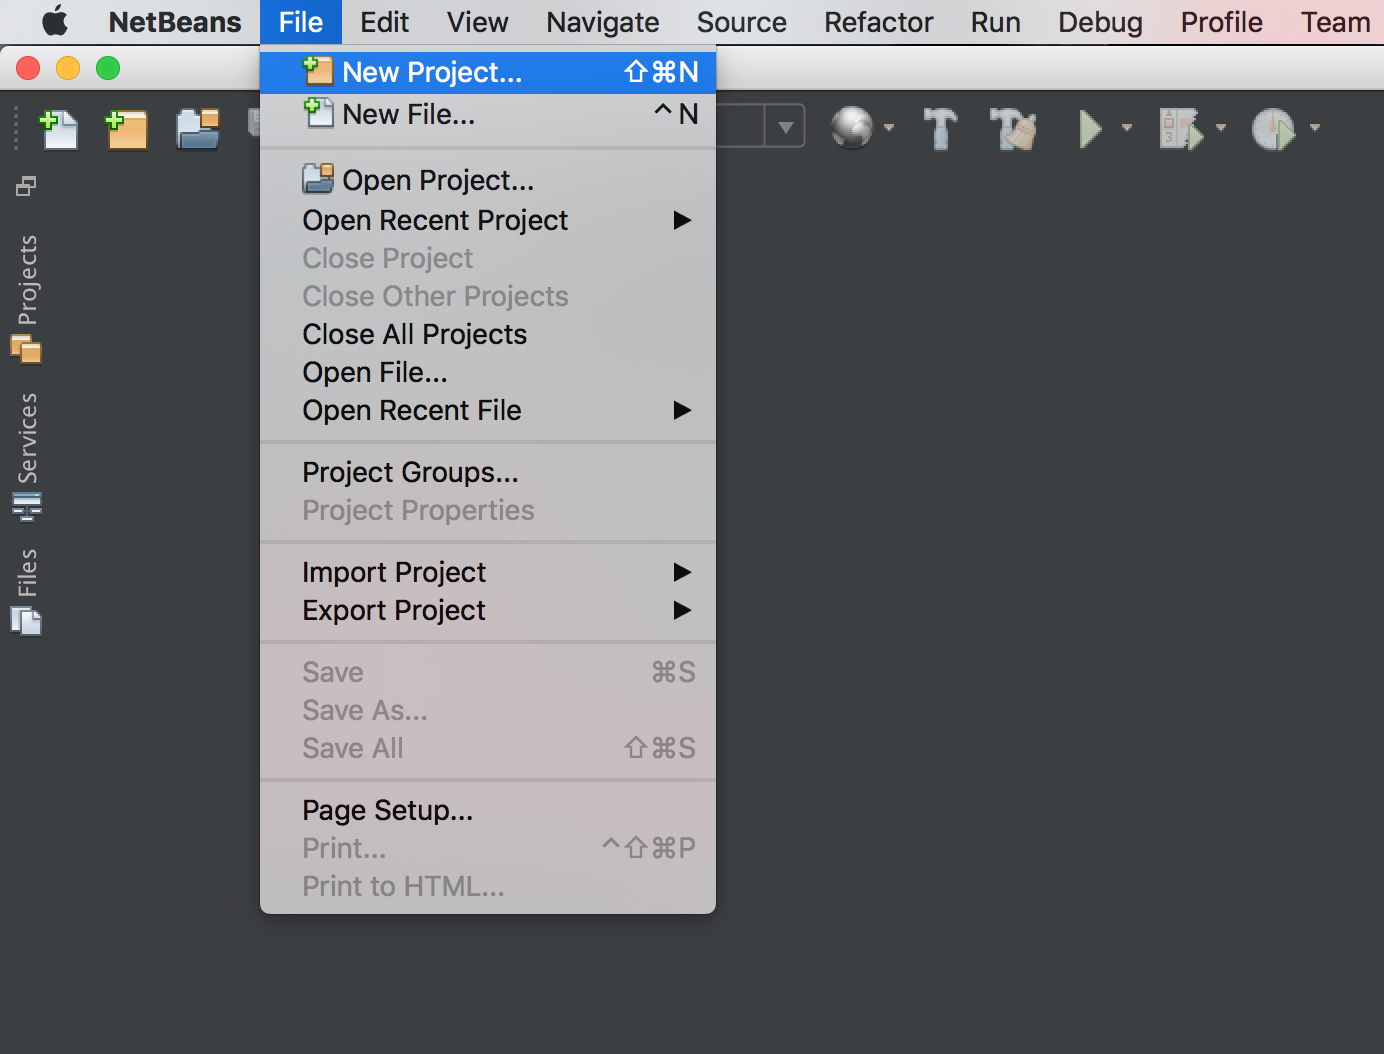 NetBeans File Edit View Navigate Source Refactor Run Debug Profile Team
New Project... ⇧⌘N
New File... ^N
Open Project...
Open Recent Project ▶
Close Project
Close Other Projects
Close All Projects
Open File...
Open Recent File ▶
Project Groups...
Project Properties
Import Project ▶
Export Project ▶
Save ⌘S
Save As...
Save All ⇧⌘S
Page Setup...
Print... ^⇧⌘P
Print to HTML...
Projects
Services
Files
3